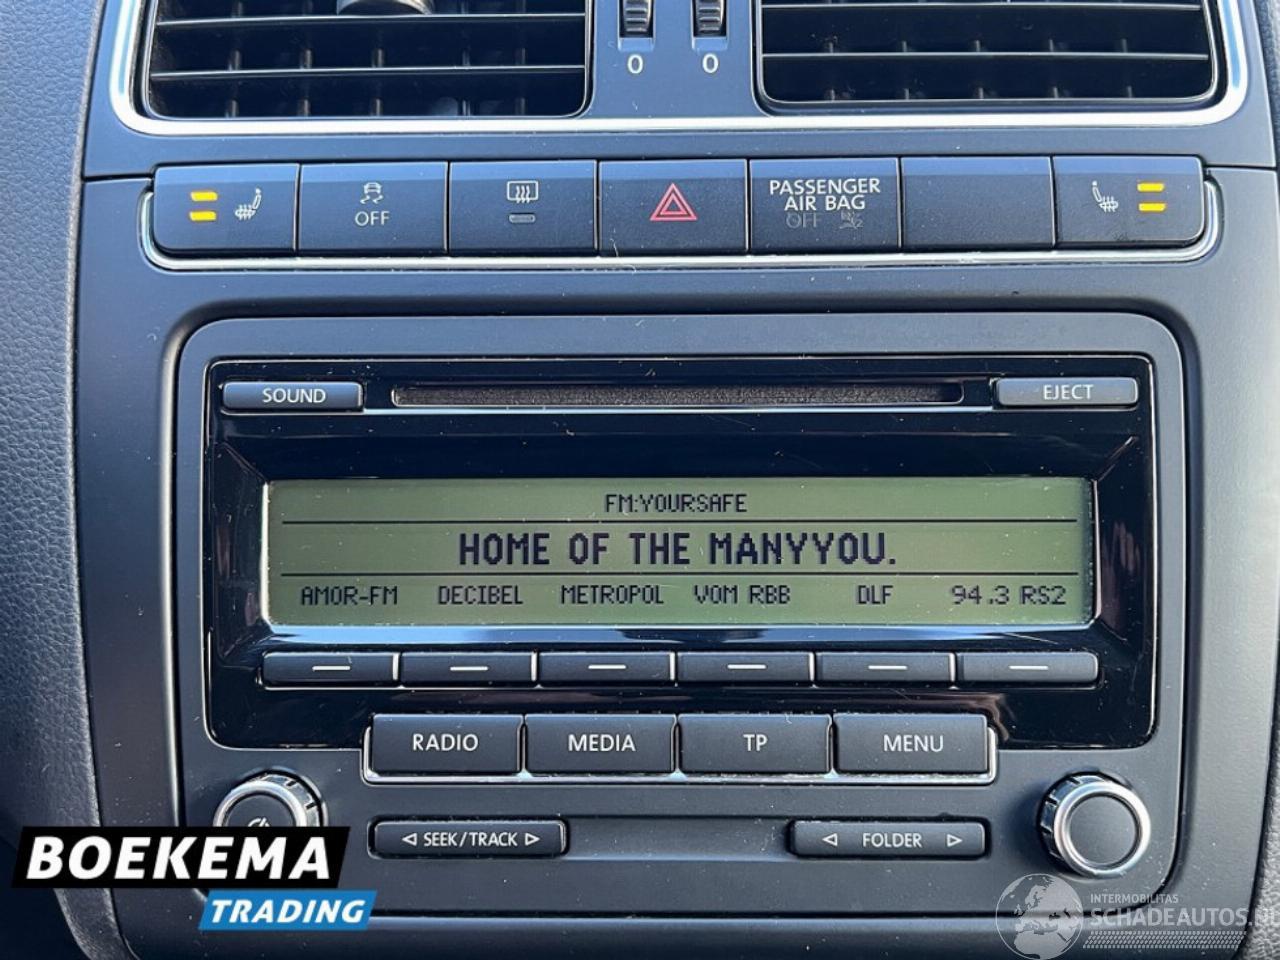 0 0
OFF
PASSENGER
AIR BAG
OFF
SOUND
EJECT
FM:YOURSAFE
HOME OF THE MANYYOU.
AMOR-FM DECIBEL METROPOL VOM RBB DLF 94.3 RS2
RADIO MEDIA TP MENU
SEEK/TRACK
FOLDER
BOEKEMA
TRADING
INTERMOBILITAS
SCHADEAUTOS.NL